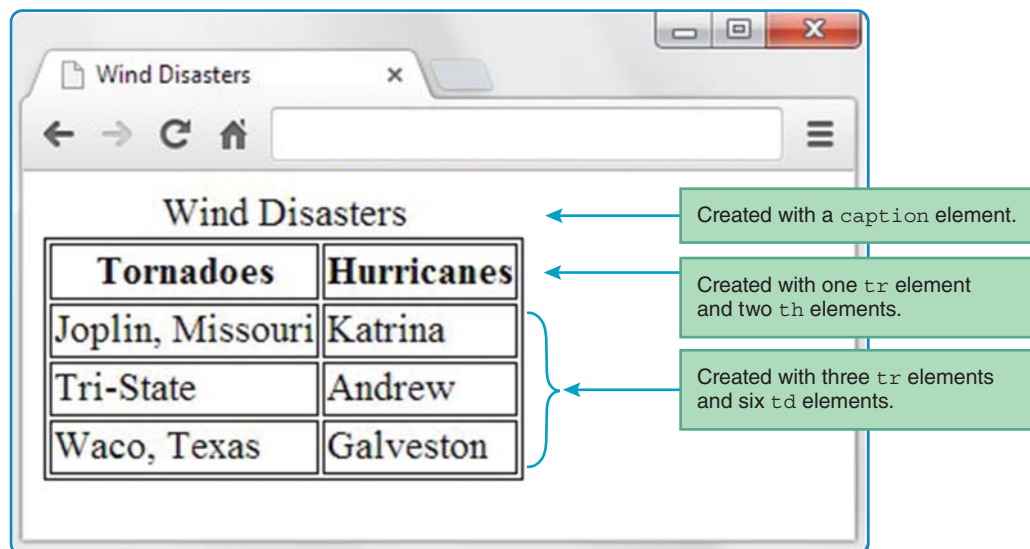 Wind Disasters
Wind Disasters
Created with a caption element.
Tornadoes Hurricanes
Created with one tr element
and two th elements.
Joplin, Missouri Katrina
Tri-State Andrew
Created with three tr elements
and six td elements.
Waco, Texas Galveston